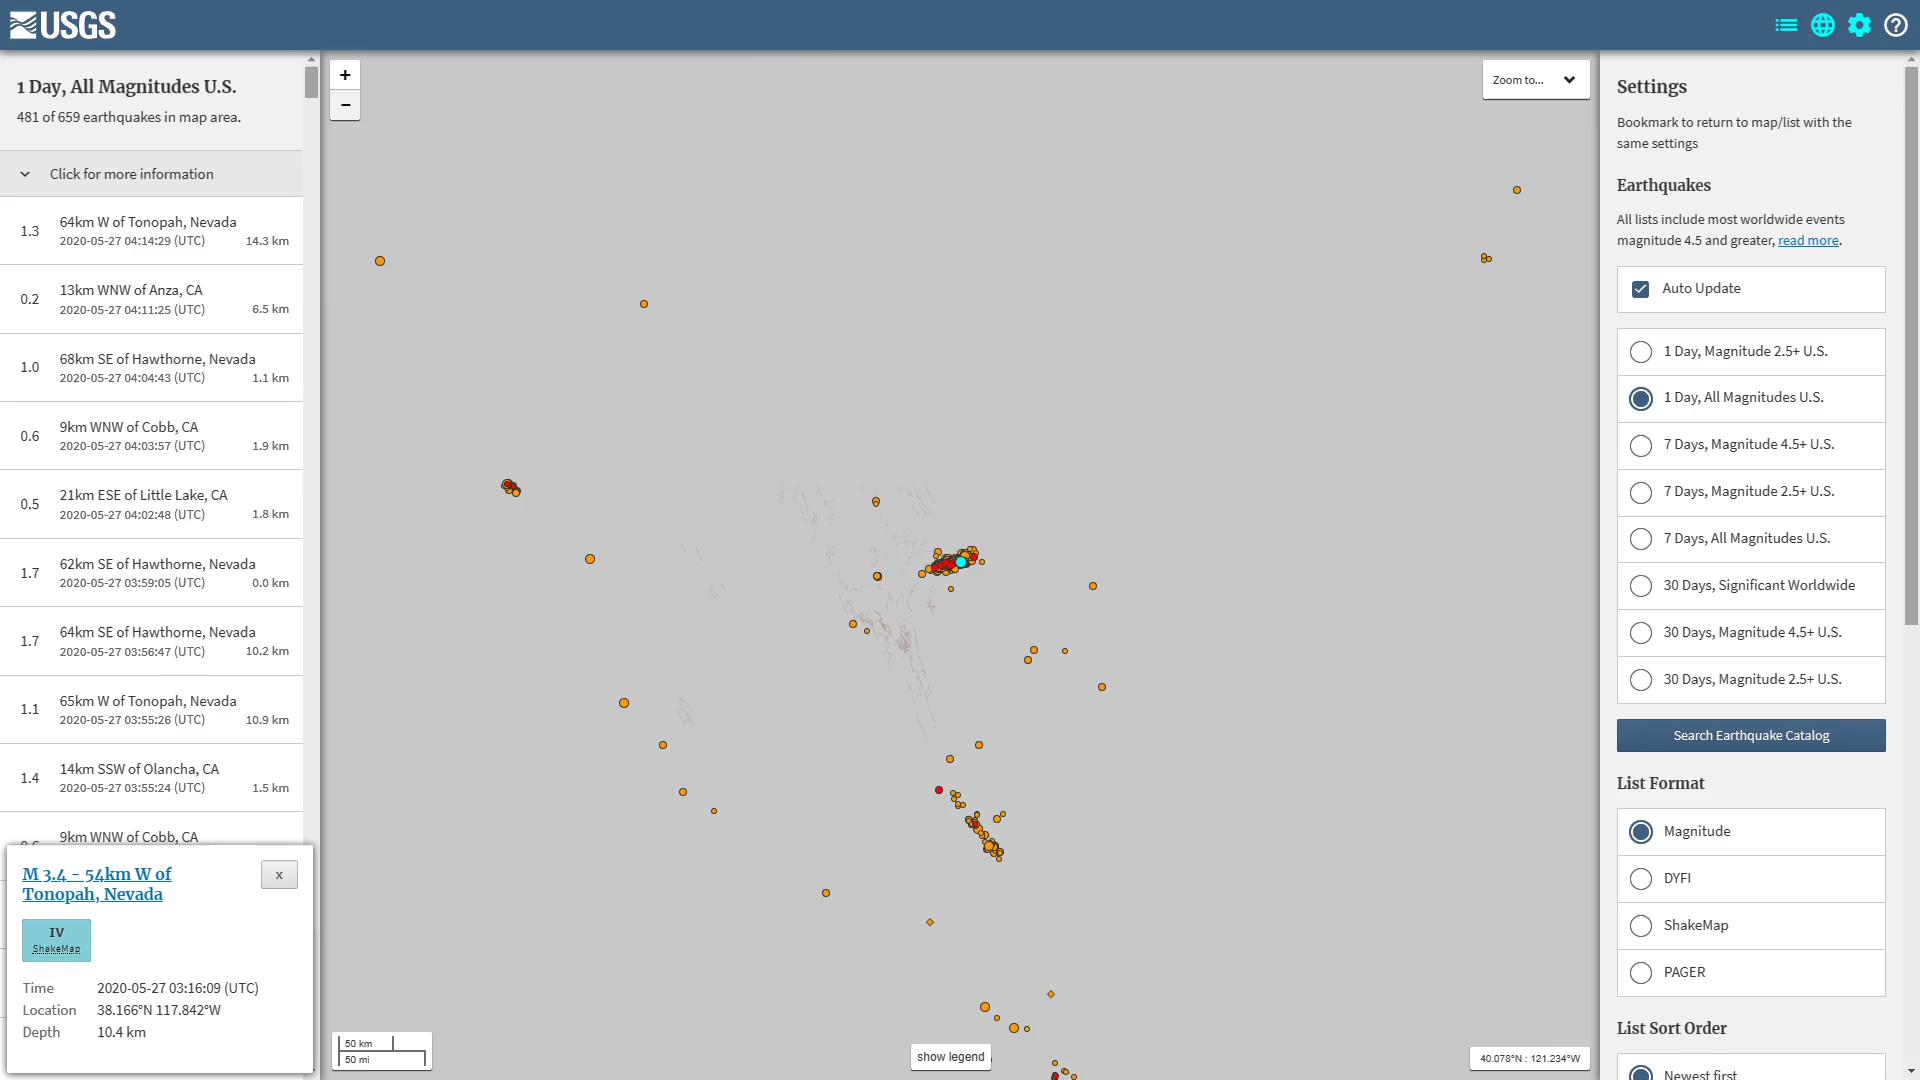 USGS
1 Day, All Magnitudes U.S.
481 of 659 earthquakes in map area.
Click for more information
1.3
64km W of Tonopah, Nevada
2020-05-27 04:14:29 (UTC)
14.3 km
0.2
13km WNW of Anza, CA
2020-05-27 04:11:25 (UTC)
6.5 km
1.0
68km SE of Hawthorne, Nevada
2020-05-27 04:04:43 (UTC)
1.1 km
0.6
9km WNW of Cobb, CA
2020-05-27 04:03:57 (UTC)
1.9 km
0.5
21km ESE of Little Lake, CA
2020-05-27 04:02:48 (UTC)
1.8 km
1.7
62km SE of Hawthorne, Nevada
2020-05-27 03:59:05 (UTC)
0.0 km
1.7
64km SE of Hawthorne, Nevada
2020-05-27 03:56:47 (UTC)
10.2 km
1.1
65km W of Tonopah, Nevada
2020-05-27 03:55:26 (UTC)
10.9 km
1.4
14km SSW of Olancha, CA
2020-05-27 03:55:24 (UTC)
1.5 km
9km WNW of Cobb, CA
M 3.4 - 54km W of
Tonopah, Nevada
x
IV
ShakeMap
Time 2020-05-27 03:16:09 (UTC)
Location 38.166°N 117.842°W
Depth 10.4 km
+
−
Zoom to...
50 km
50 mi
show legend
40.078°N : 121.234°W
Settings
Bookmark to return to map/list with the
same settings
Earthquakes
All lists include most worldwide events
magnitude 4.5 and greater, read more.
Auto Update
1 Day, Magnitude 2.5+ U.S.
1 Day, All Magnitudes U.S.
7 Days, Magnitude 4.5+ U.S.
7 Days, Magnitude 2.5+ U.S.
7 Days, All Magnitudes U.S.
30 Days, Significant Worldwide
30 Days, Magnitude 4.5+ U.S.
30 Days, Magnitude 2.5+ U.S.
Search Earthquake Catalog
List Format
Magnitude
DYFI
ShakeMap
PAGER
List Sort Order
Newest first